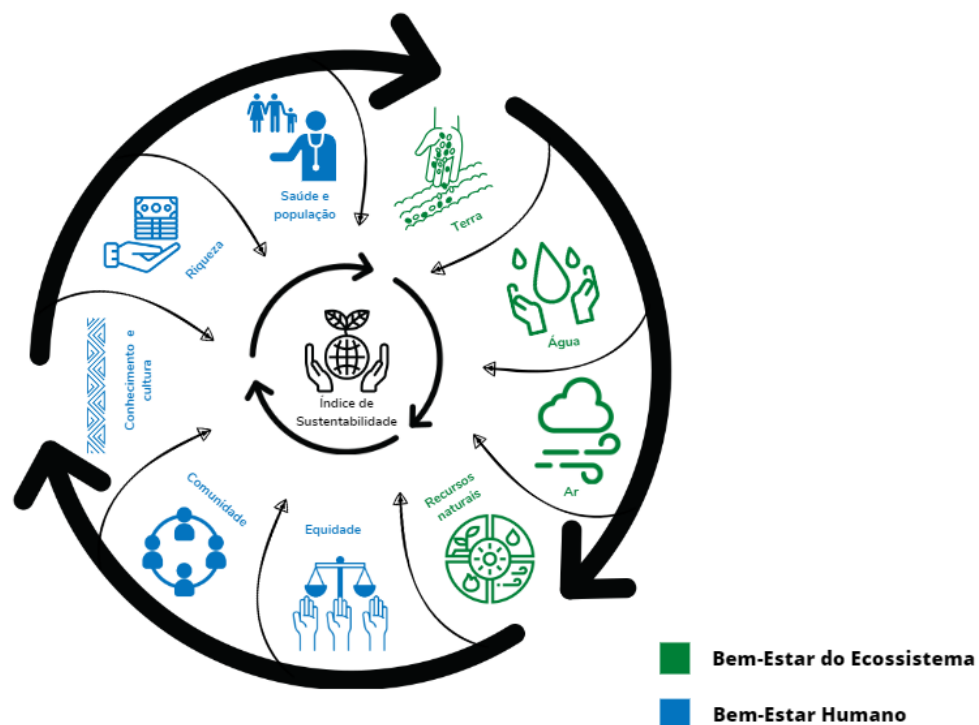 Saúde e
população
Terra
Água
Ar
Recursos
naturais
Equidade
Comunidade
Conhecimento e
cultura
Riqueza
Índice de
Sustentabilidade
Bem-Estar do Ecossistema
Bem-Estar Humano